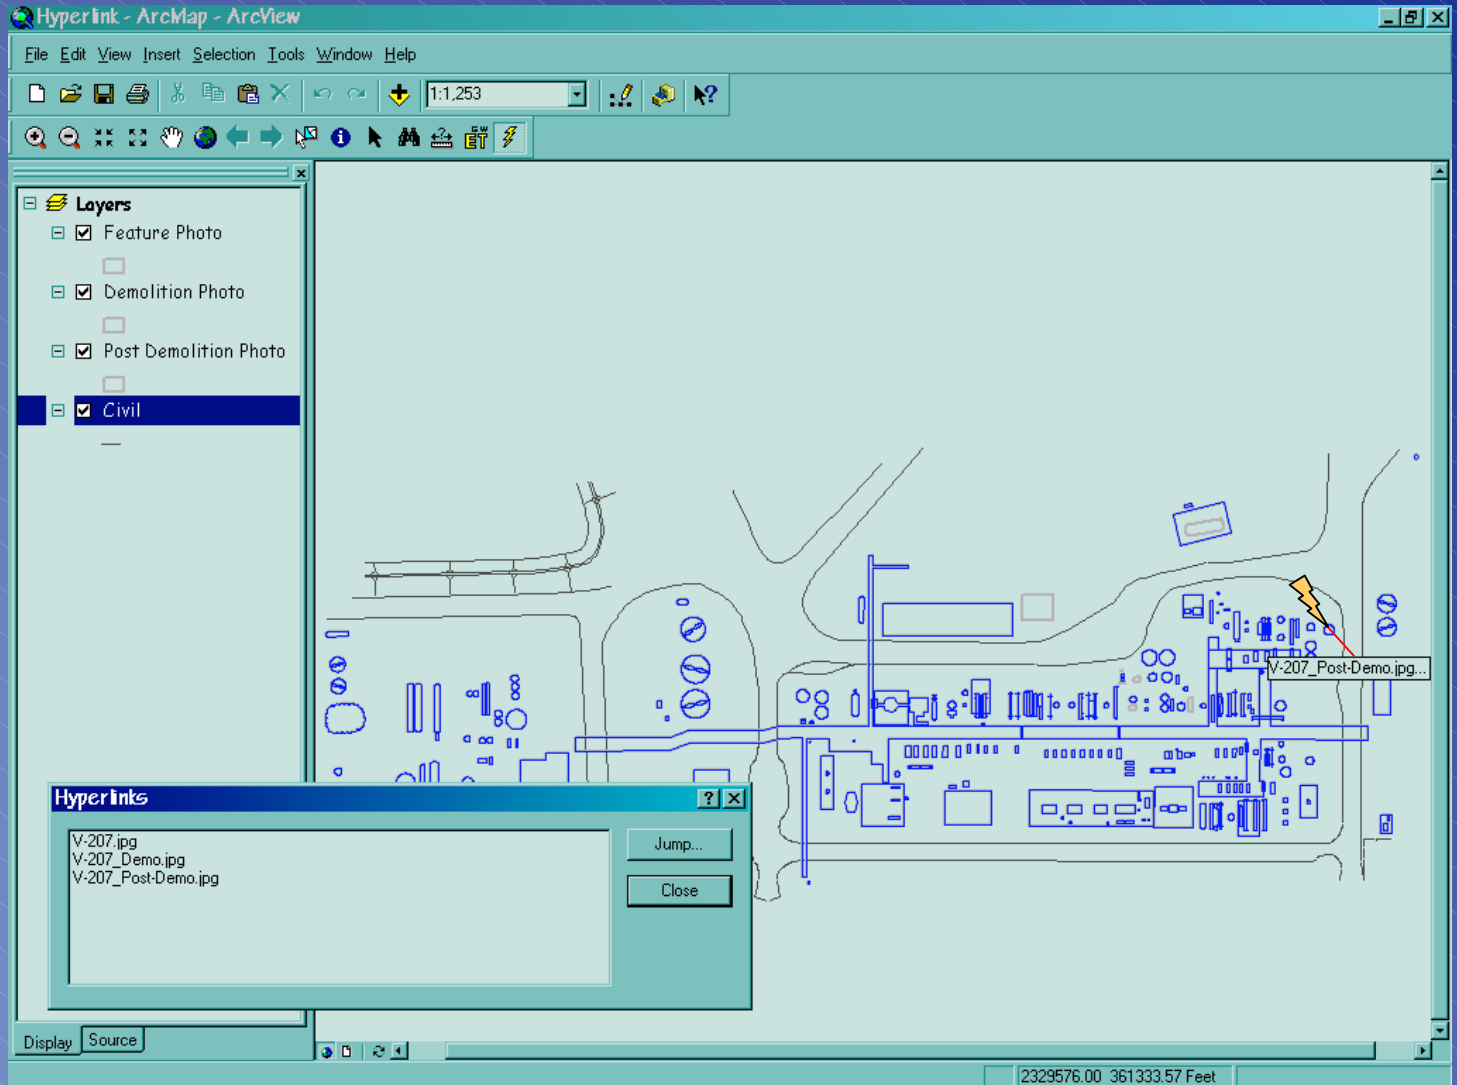 Hyperlink - ArcMap - ArcView
File Edit View Insert Selection Tools Window Help
1:1,253
Layers
Feature Photo
Demolition Photo
Post Demolition Photo
Civil
V-207_Post-Demo.jpg...
Hyperlinks
V-207.jpg
V-207_Demo.jpg
V-207_Post-Demo.jpg
Jump...
Close
Display Source
2329576.00 361333.57 Feet